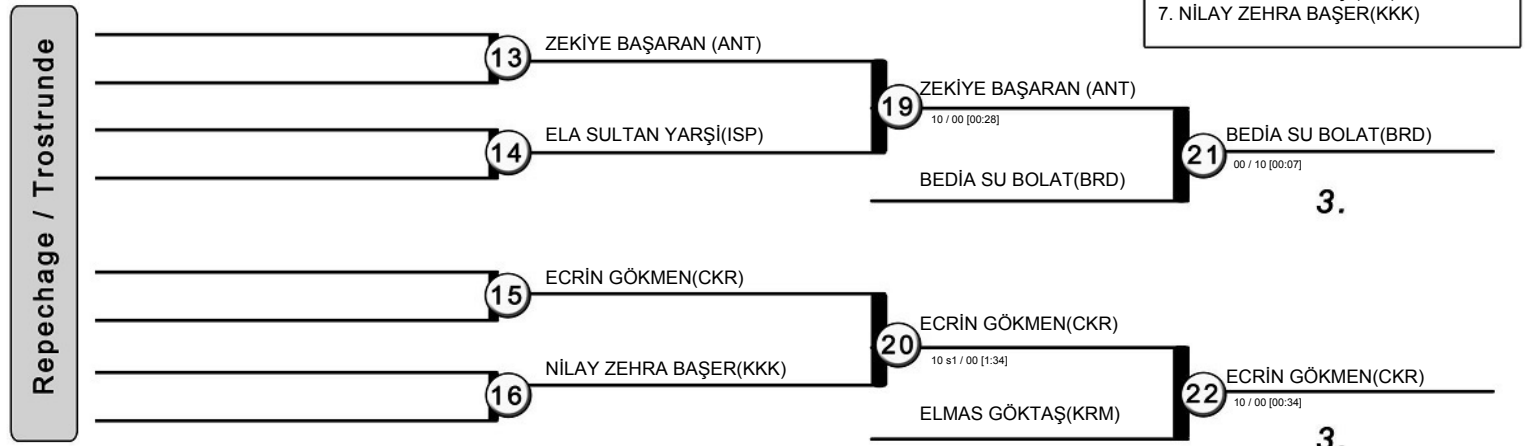 7. NİLAY ZEHRA BAŞER(KKK)
Repechage / Trostrunde
13
ZEKİYE BAŞARAN (ANT)
19
ZEKİYE BAŞARAN (ANT)
10 / 00 [00:28]
14
ELA SULTAN YARŞİ(ISP)
21
BEDİA SU BOLAT(BRD)
00 / 10 [00:07]
BEDİA SU BOLAT(BRD)
3.
15
ECRİN GÖKMEN(CKR)
20
ECRİN GÖKMEN(CKR)
10 s1 / 00 [1:34]
16
NİLAY ZEHRA BAŞER(KKK)
22
ECRİN GÖKMEN(CKR)
10 / 00 [00:34]
ELMAS GÖKTAŞ(KRM)
3.